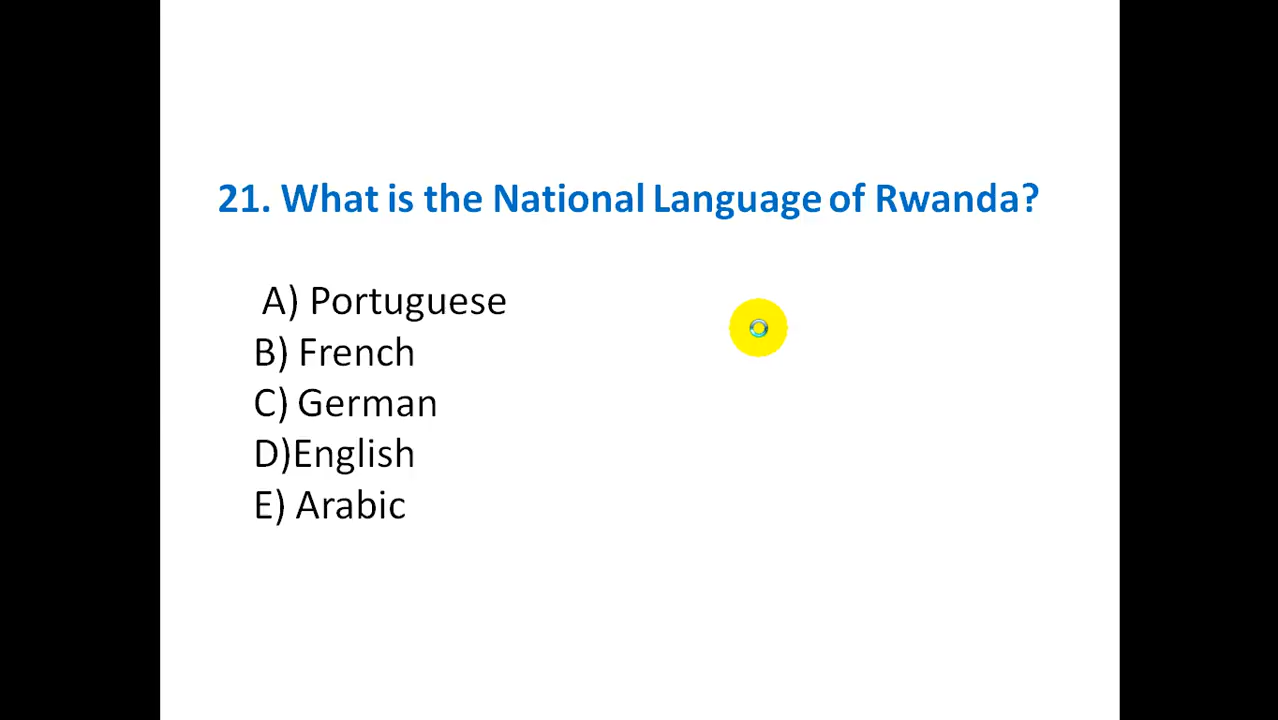 21. What is the National Language of Rwanda?
A) Portuguese
B) French
C) German
D)English
E) Arabic